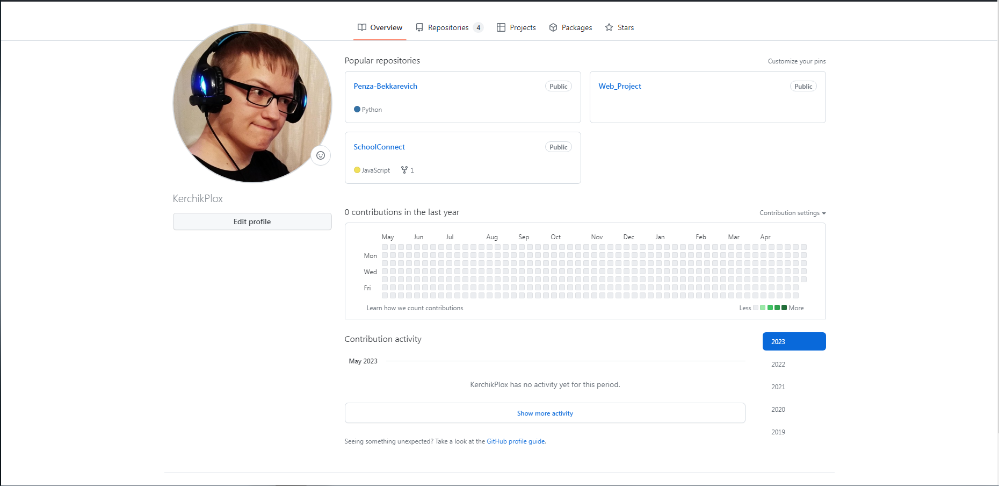 Overview Repositories 4 Projects Packages Stars
Popular repositories Customize your pins
Penza-Bekkarevich Public
Python
Web_Project Public
SchoolConnect Public
JavaScript 1
KerchikPlox
Edit profile
0 contributions in the last year Contribution settings
May Jun Jul Aug Sep Oct Nov Dec Jan Feb Mar Apr
Mon
Wed
Fri
Learn how we count contributions Less More
Contribution activity
May 2023
KerchikPlox has no activity yet for this period.
Show more activity
Seeing something unexpected? Take a look at the GitHub profile guide.
2023
2022
2021
2020
2019